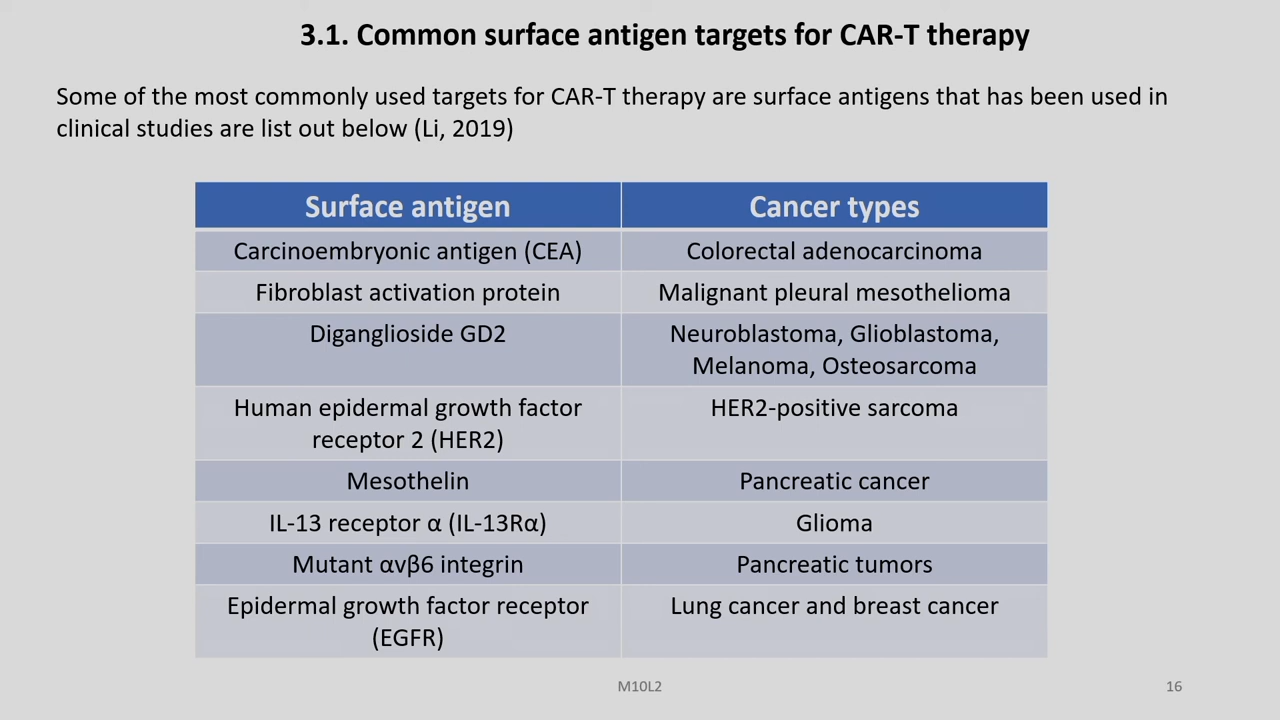 3.1. Common surface antigen targets for CAR-T therapy
Some of the most commonly used targets for CAR-T therapy are surface antigens that has been used in
clinical studies are list out below (Li, 2019)
Surface antigen Cancer types
Carcinoembryonic antigen (CEA) Colorectal adenocarcinoma
Fibroblast activation protein Malignant pleural mesothelioma
Diganglioside GD2 Neuroblastoma, Glioblastoma,
Melanoma, Osteosarcoma
Human epidermal growth factor HER2-positive sarcoma
receptor 2 (HER2)
Mesothelin Pancreatic cancer
IL-13 receptor α (IL-13Rα) Glioma
Mutant αvβ6 integrin Pancreatic tumors
Epidermal growth factor receptor Lung cancer and breast cancer
(EGFR)
M10L2 16